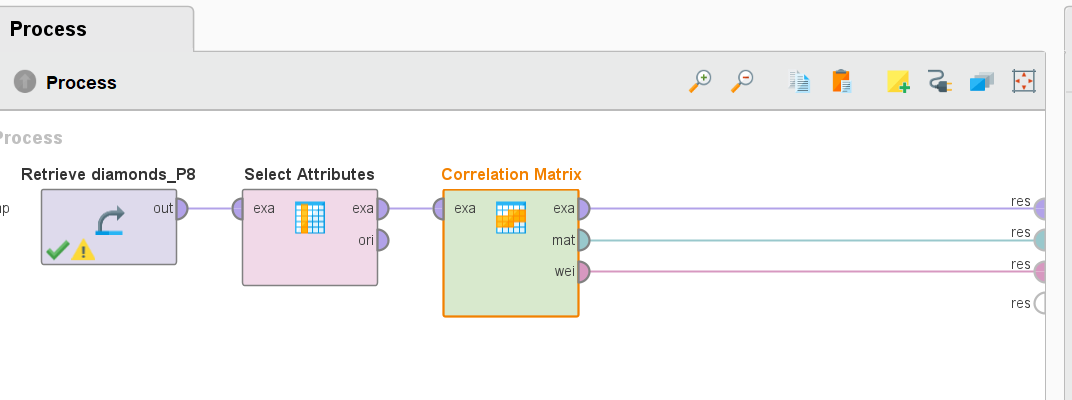 Process
Process
Process
Retrieve diamonds_P8 Select Attributes Correlation Matrix
out exa exa exa exa res
ori mat res
wei res
res